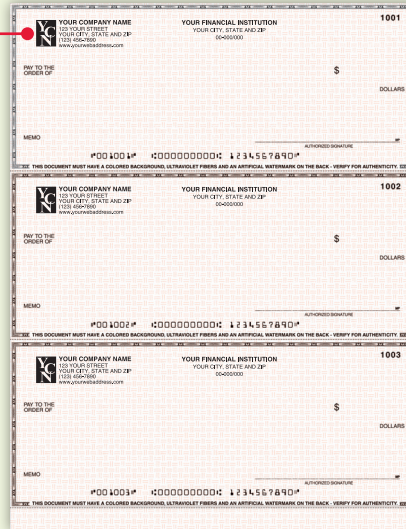 YCN
YOUR COMPANY NAME
123 YOUR STREET
YOUR CITY, STATE AND ZIP
(123) 456-7890
www.yourwebaddress.com
YOUR FINANCIAL INSTITUTION
YOUR CITY, STATE AND ZIP
00-000/000
1001
PAY TO THE
ORDER OF
$
DOLLARS
MEMO
AUTHORIZED SIGNATURE
⑈001001⑈ ⑆000000000⑆ 1234567890⑈
THIS DOCUMENT MUST HAVE A COLORED BACKGROUND, ULTRAVIOLET FIBERS AND AN ARTIFICIAL WATERMARK ON THE BACK - VERIFY FOR AUTHENTICITY.
YCN
YOUR COMPANY NAME
123 YOUR STREET
YOUR CITY, STATE AND ZIP
(123) 456-7890
www.yourwebaddress.com
YOUR FINANCIAL INSTITUTION
YOUR CITY, STATE AND ZIP
00-000/000
1002
PAY TO THE
ORDER OF
$
DOLLARS
MEMO
AUTHORIZED SIGNATURE
⑈001002⑈ ⑆000000000⑆ 1234567890⑈
THIS DOCUMENT MUST HAVE A COLORED BACKGROUND, ULTRAVIOLET FIBERS AND AN ARTIFICIAL WATERMARK ON THE BACK - VERIFY FOR AUTHENTICITY.
YCN
YOUR COMPANY NAME
123 YOUR STREET
YOUR CITY, STATE AND ZIP
(123) 456-7890
www.yourwebaddress.com
YOUR FINANCIAL INSTITUTION
YOUR CITY, STATE AND ZIP
00-000/000
1003
PAY TO THE
ORDER OF
$
DOLLARS
MEMO
AUTHORIZED SIGNATURE
⑈001003⑈ ⑆000000000⑆ 1234567890⑈
THIS DOCUMENT MUST HAVE A COLORED BACKGROUND, ULTRAVIOLET FIBERS AND AN ARTIFICIAL WATERMARK ON THE BACK - VERIFY FOR AUTHENTICITY.